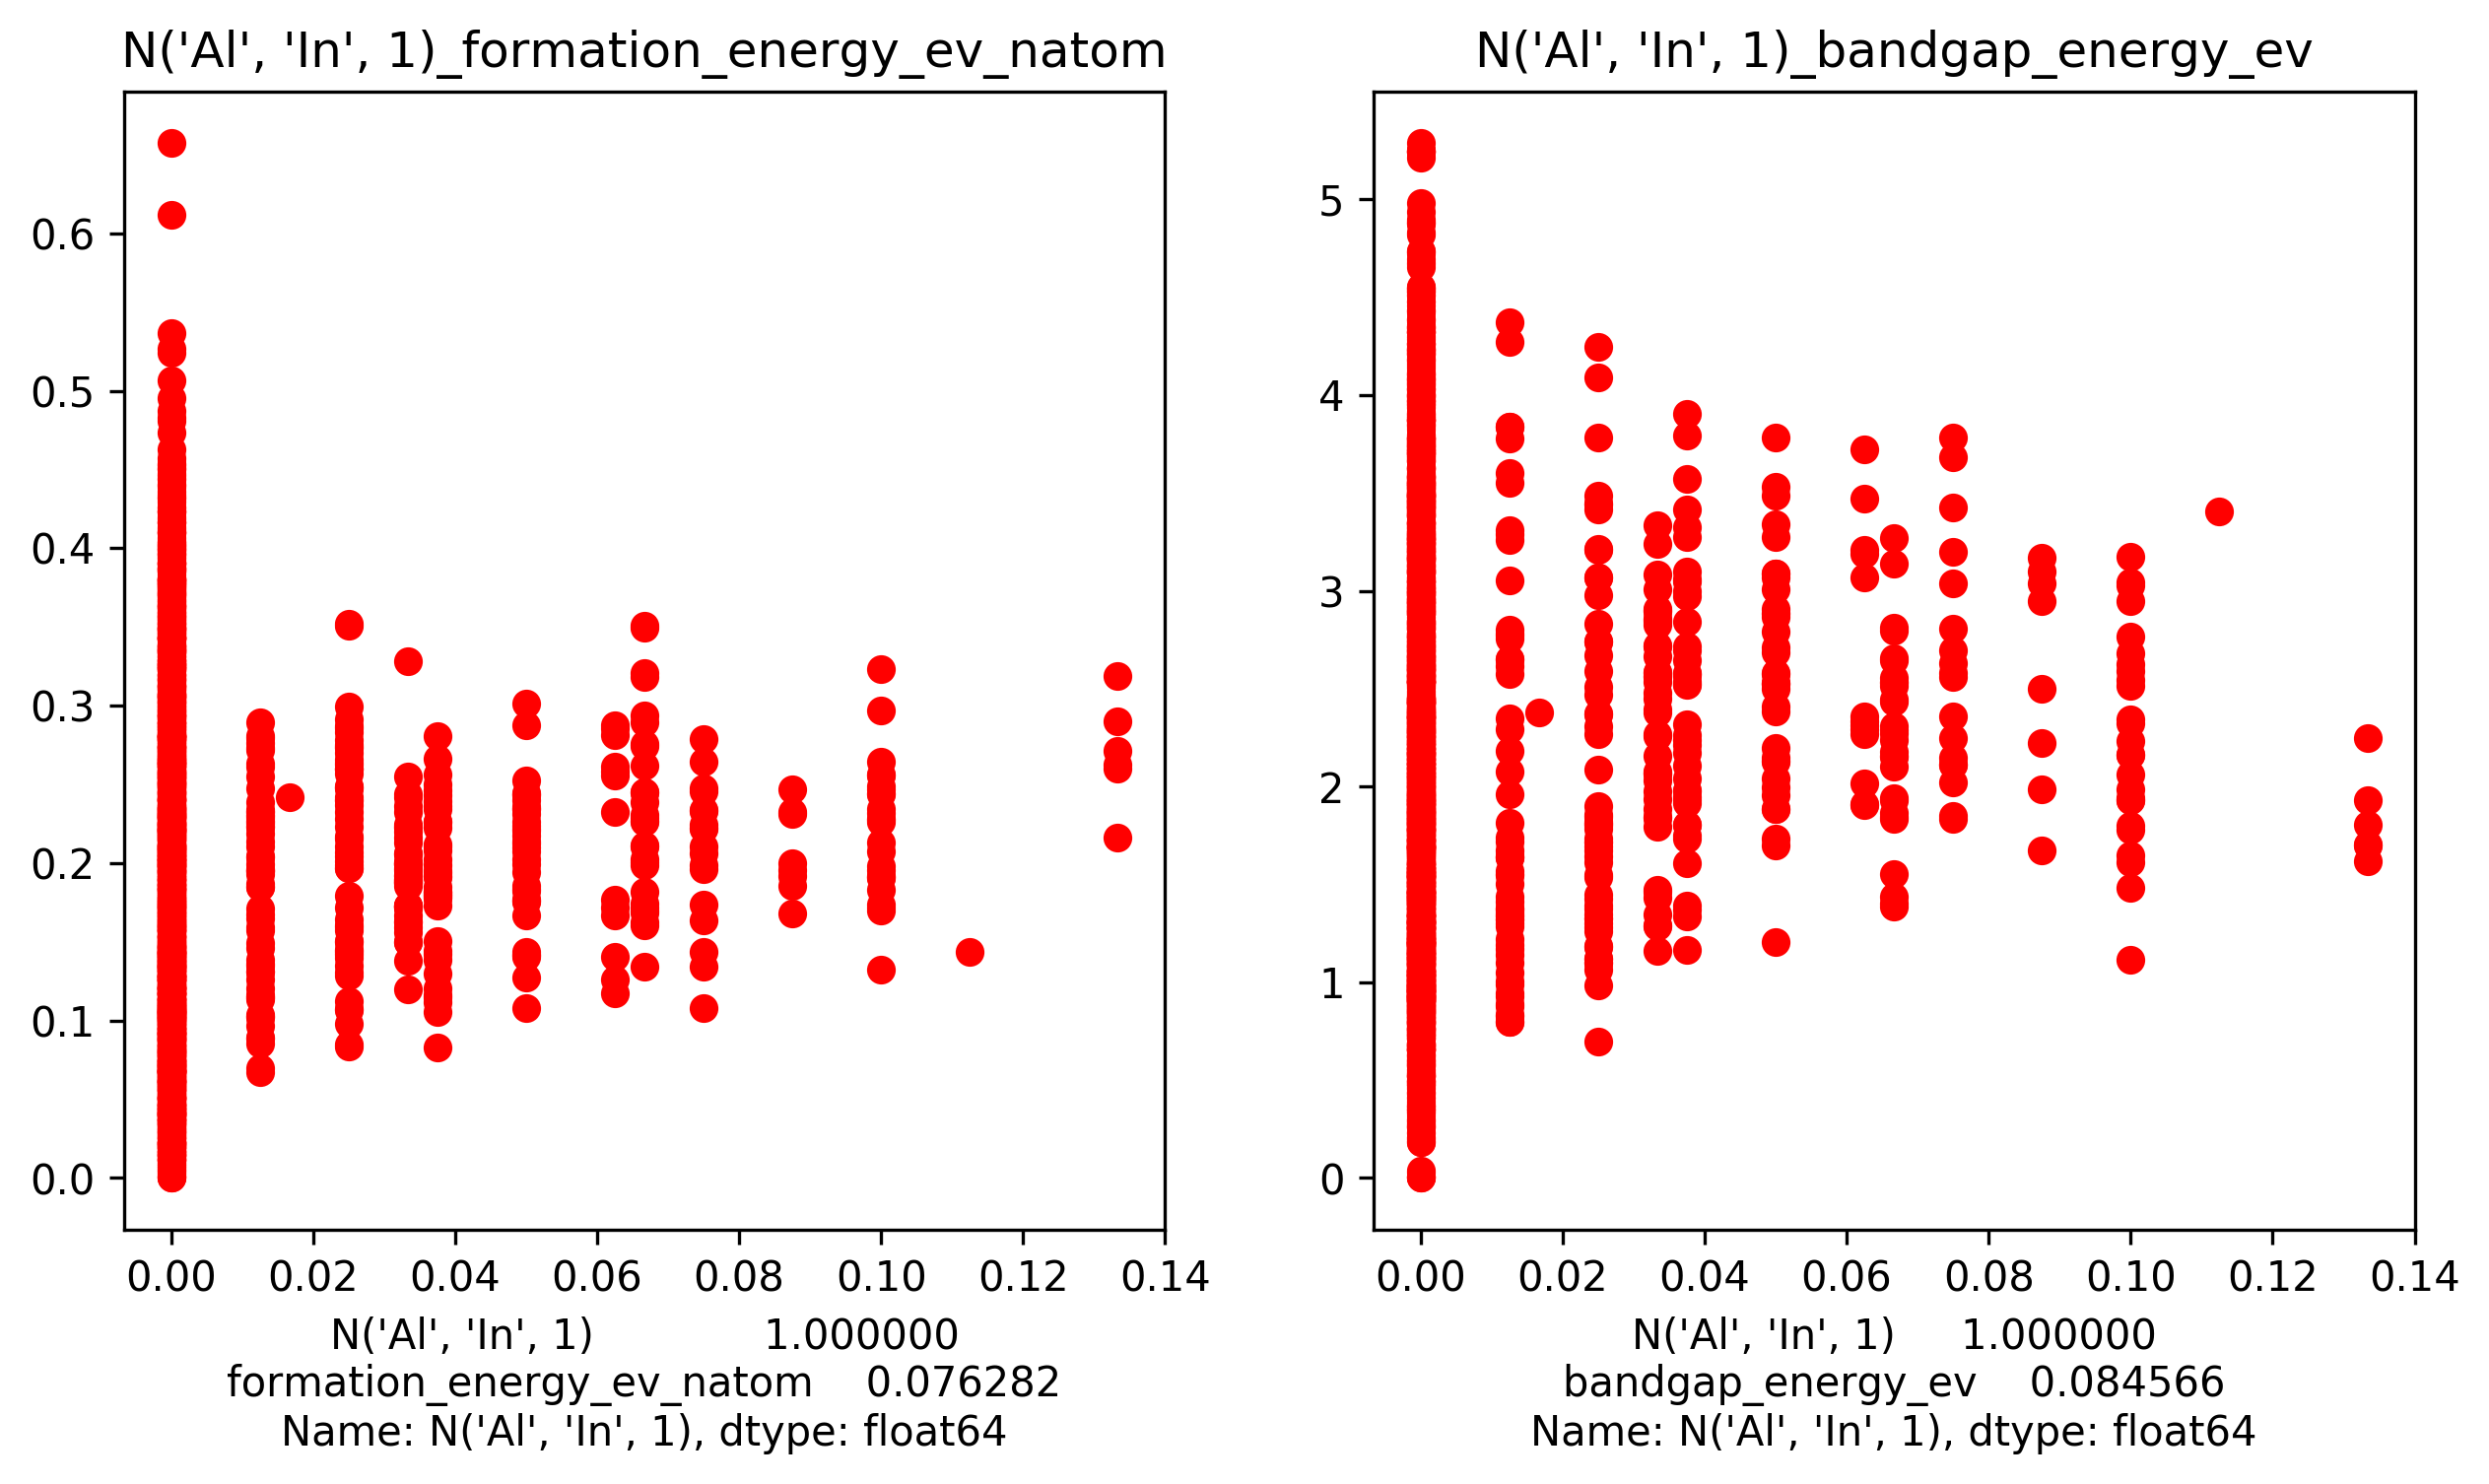 N('Al', 'In', 1)_formation_energy_ev_natom
0.6
0.5
0.4
0.3
0.2
0.1
0.0
0.00 0.02 0.04 0.06 0.08 0.10 0.12 0.14
N('Al', 'In', 1) 1.000000
formation_energy_ev_natom 0.076282
Name: N('Al', 'In', 1), dtype: float64
N('Al', 'In', 1)_bandgap_energy_ev
5
4
3
2
1
0
0.00 0.02 0.04 0.06 0.08 0.10 0.12 0.14
N('Al', 'In', 1) 1.000000
bandgap_energy_ev 0.084566
Name: N('Al', 'In', 1), dtype: float64